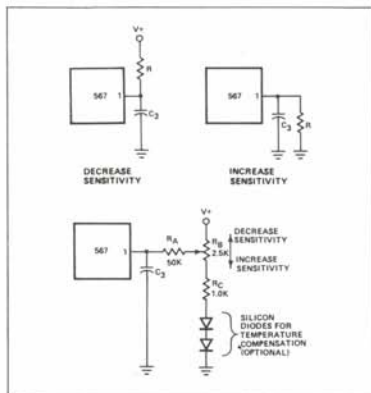 V+
R
567 1
C3
DECREASE
SENSITIVITY
567 1
C3
R
INCREASE
SENSITIVITY
V+
567 1
RA
50K
C3
RB
2.5K
DECREASE
SENSITIVITY
INCREASE
SENSITIVITY
RC
1.0K
SILICON
DIODES FOR
TEMPERATURE
COMPENSATION
(OPTIONAL)